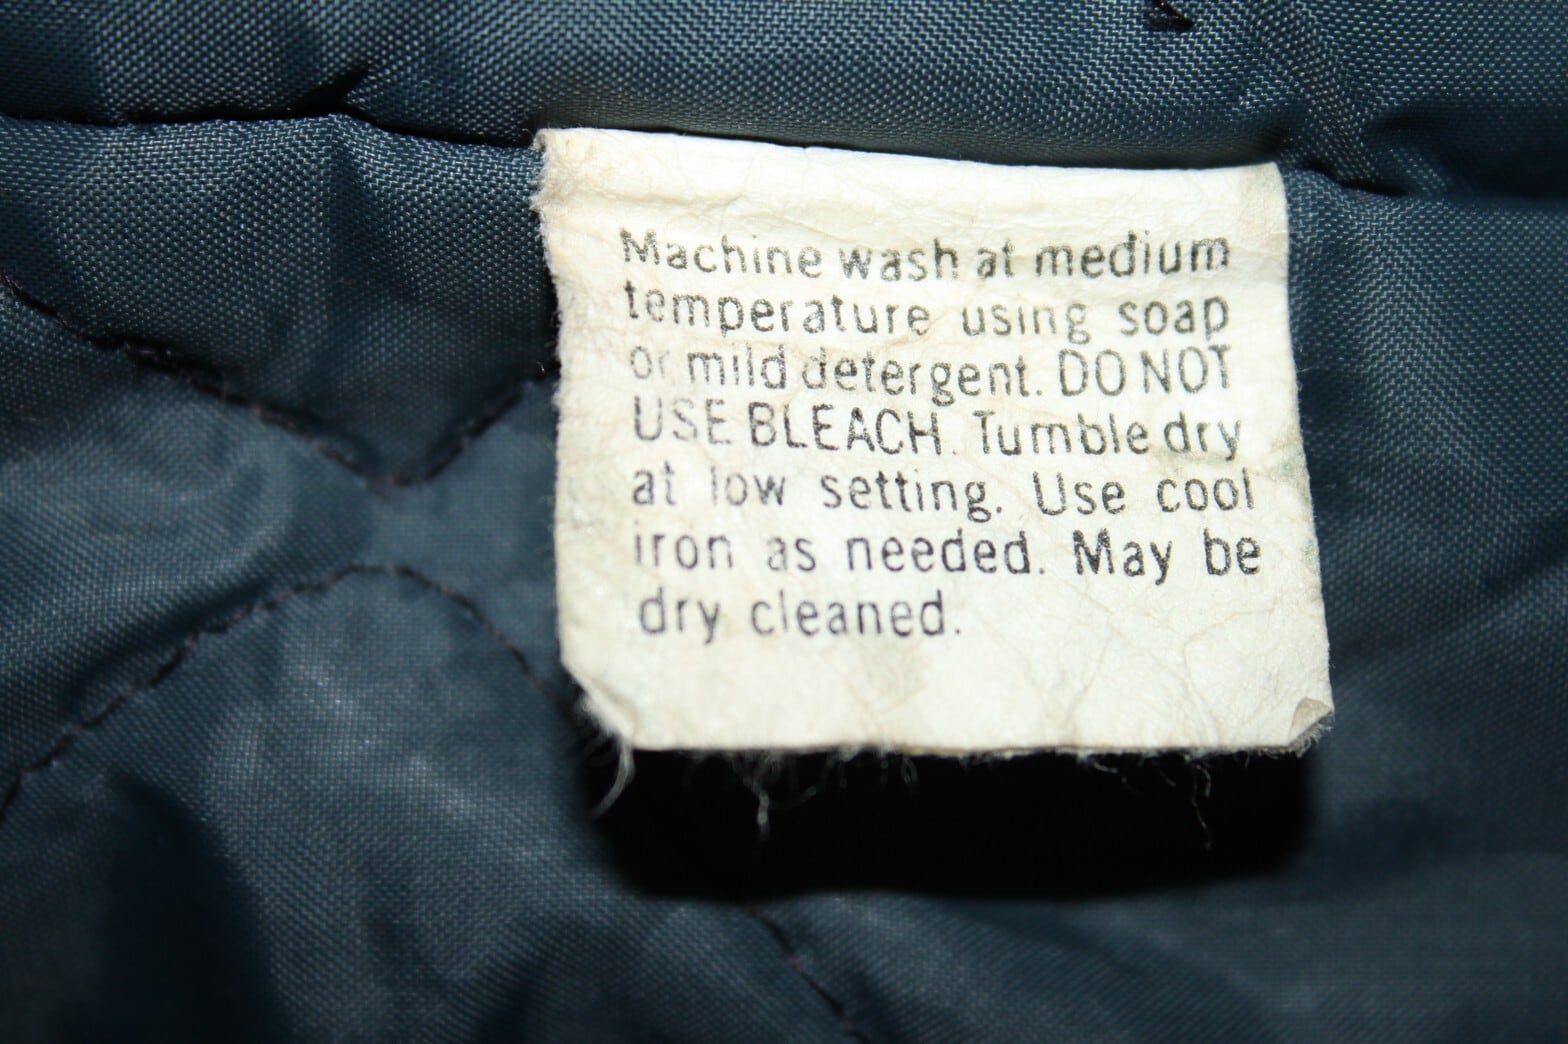 Machine wash at medium
temperature using soap
or mild detergent. DO NOT
USE BLEACH. Tumble dry
at low setting. Use cool
iron as needed. May be
dry cleaned.